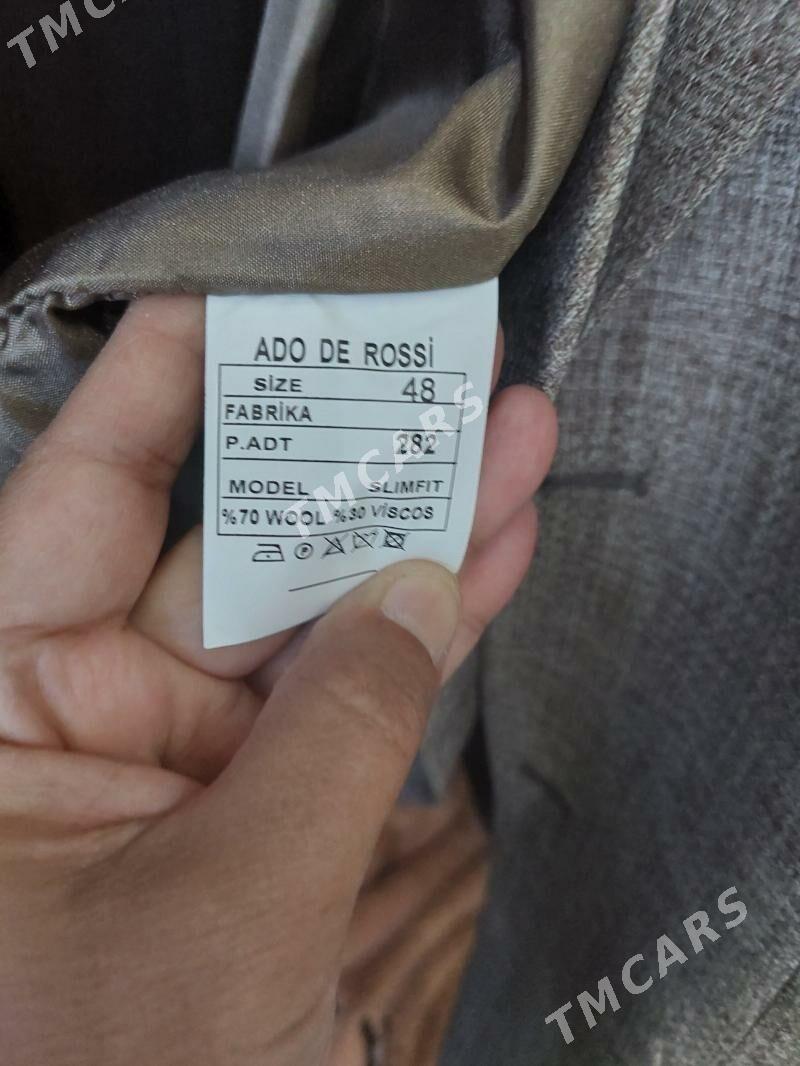 TMC
ADO DE ROSSİ
SİZE 48
FABRİKA
P.ADT 282
MODEL SLIMFIT
%70 WOOL %30 VİSCOS
TMCARS
TMCARS